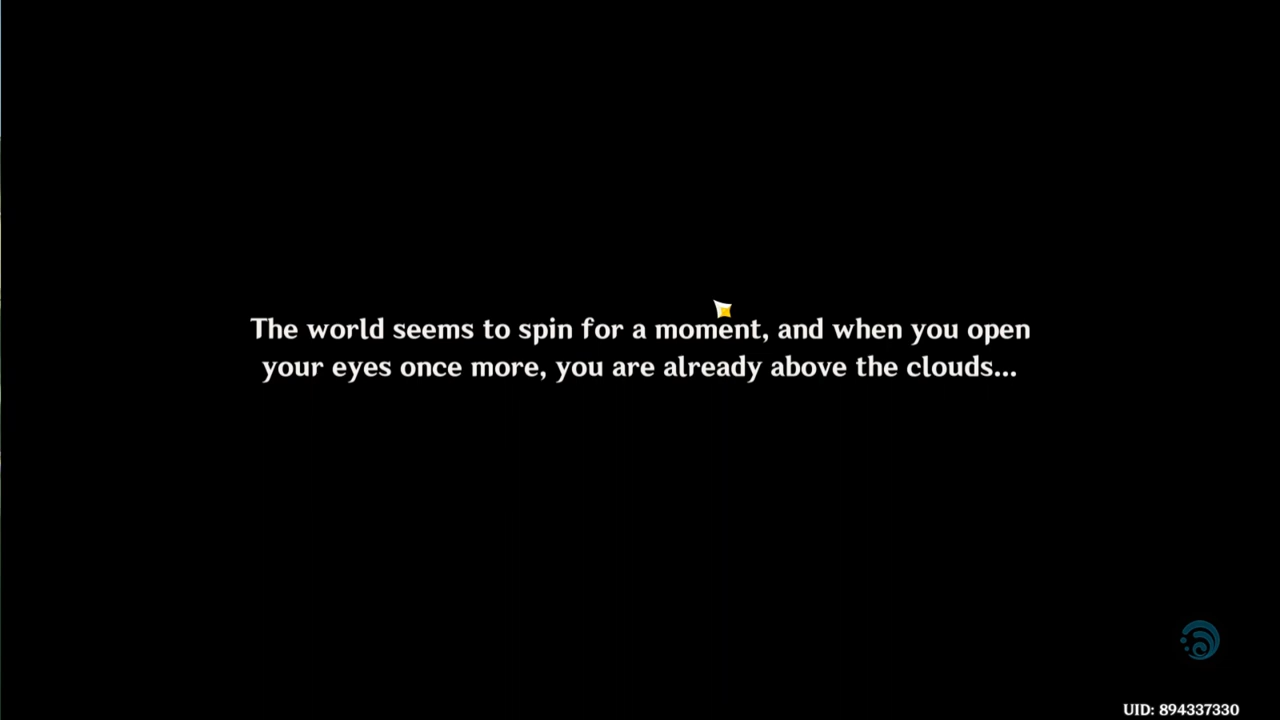 The world seems to spin for a moment, and when you open
your eyes once more, you are already above the clouds...
UID: 894337330